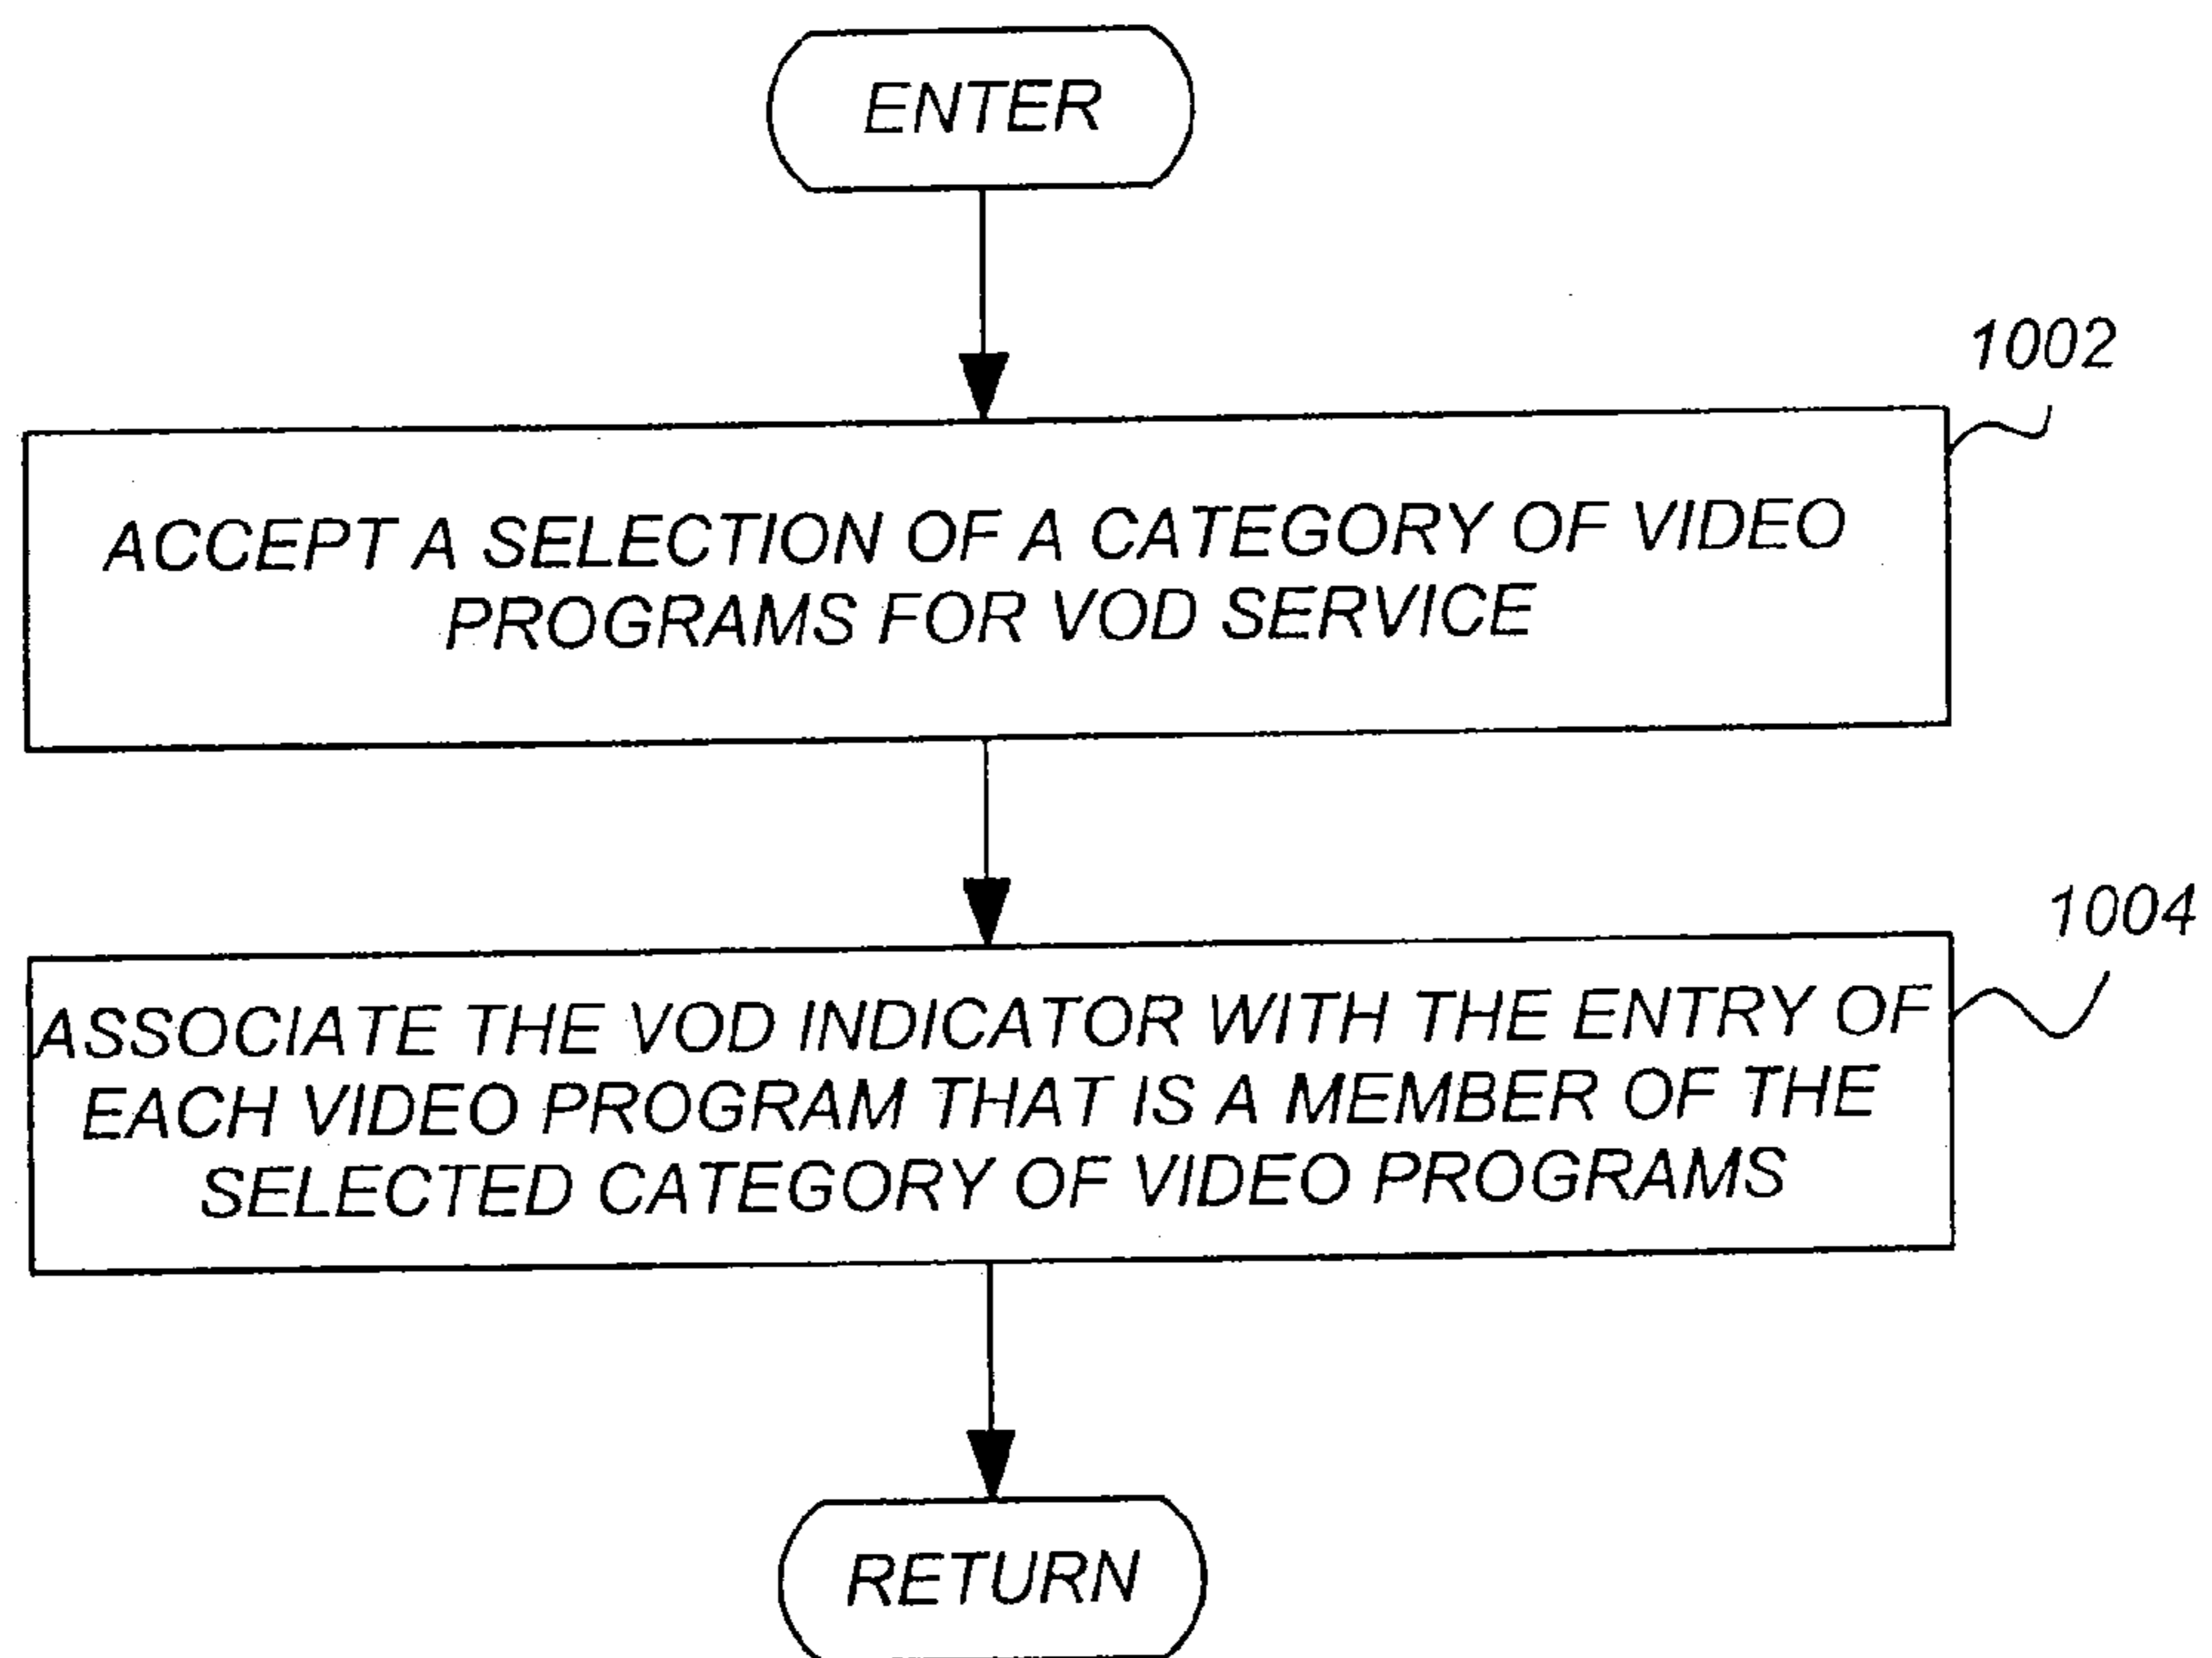 ENTER
1002
ACCEPT A SELECTION OF A CATEGORY OF VIDEO
PROGRAMS FOR VOD SERVICE
1004
ASSOCIATE THE VOD INDICATOR WITH THE ENTRY OF
EACH VIDEO PROGRAM THAT IS A MEMBER OF THE
SELECTED CATEGORY OF VIDEO PROGRAMS
RETURN